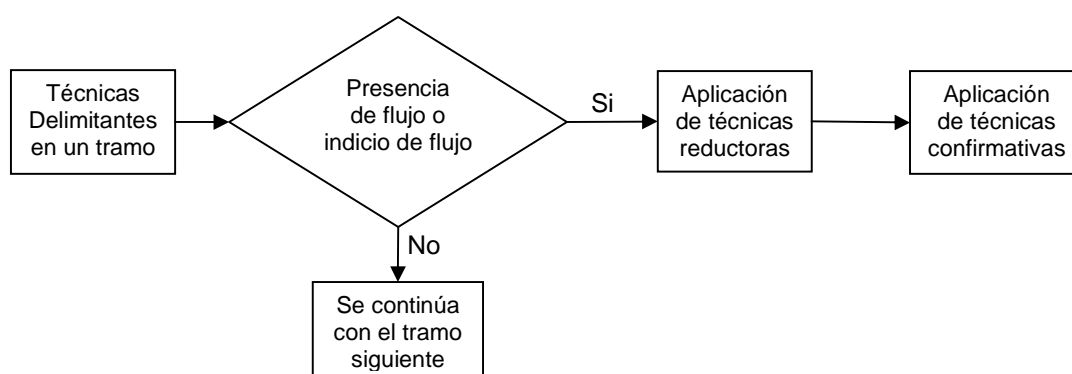 Técnicas
Delimitantes
en un tramo
Presencia
de flujo o
indicio de flujo
Si
Aplicación
de técnicas
reductoras
Aplicación
de técnicas
confirmativas
No
Se continúa
con el tramo
siguiente